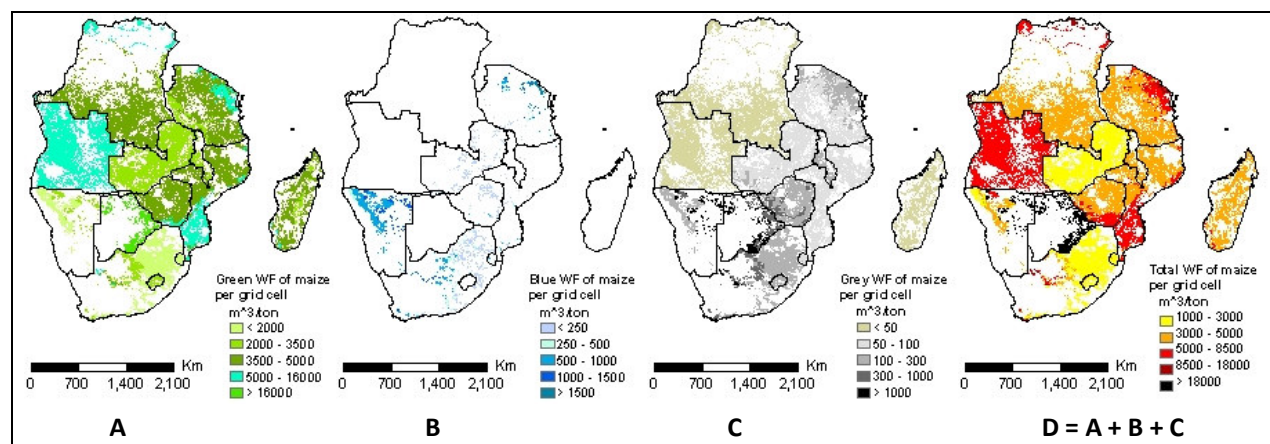 Green WF of maize
per grid cell
m^3/ton
< 2000
2000 - 3500
3500 - 5000
5000 - 16000
> 16000
Km
0 700 1,400 2,100
A
Blue WF of maize
per grid cell
m^3/ton
< 250
250 - 500
500 - 1000
1000 - 1500
> 1500
Km
0 700 1,400 2,100
B
Grey WF of maize
per grid cell
m^3/ton
< 50
50 - 100
100 - 300
300 - 1000
> 1000
Km
0 700 1,400 2,100
C
Total WF of maize
per grid cell
m^3/ton
1000 - 3000
3000 - 5000
5000 - 8500
8500 - 18000
> 18000
Km
0 700 1,400 2,100
D = A + B + C